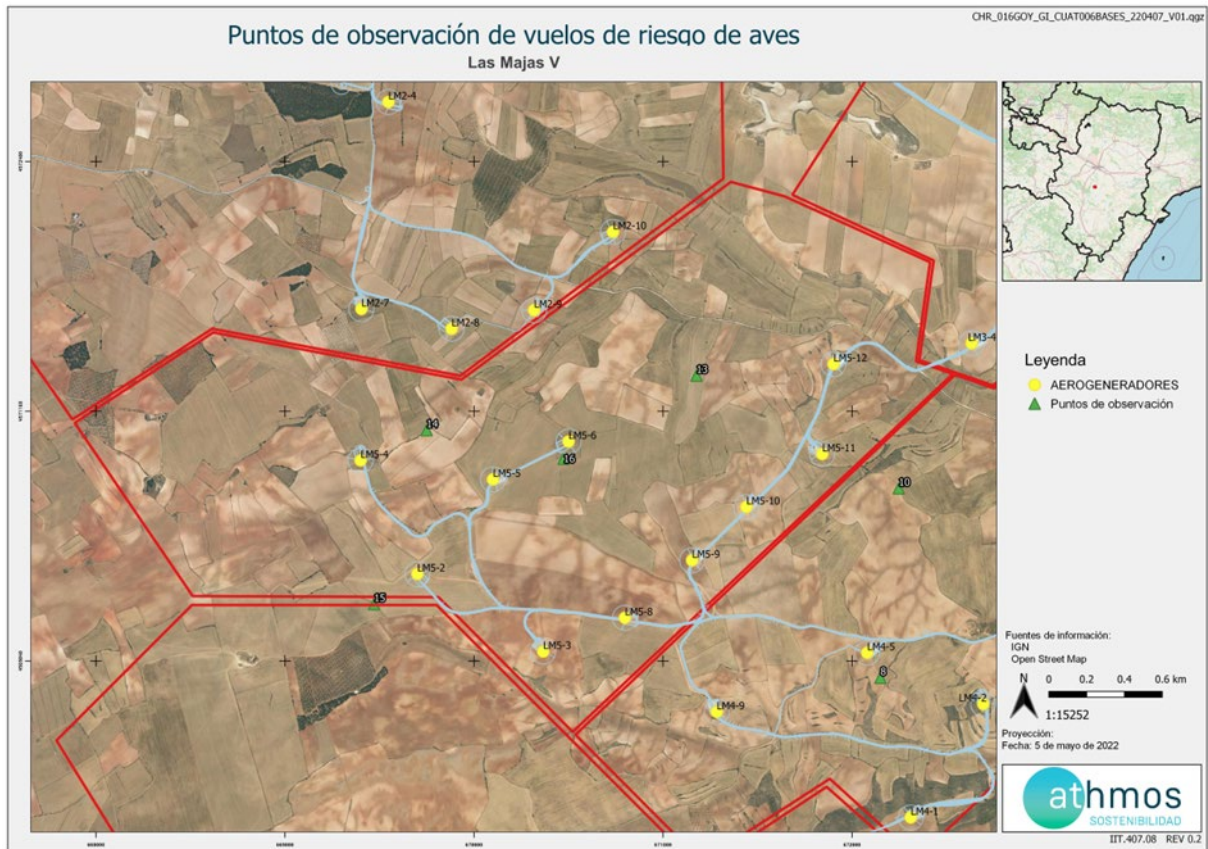 CHR_016GOY_GI_CUAT006BASES_220407_V01.qgz
Puntos de observación de vuelos de riesgo de aves
Las Majas V
LM2-4
LM2-10
LM2-7
LM2-9
LM2-8
LM3-4
LM5-12
13
14
LM5-6
LM5-4
16
LM5-11
LM5-5
10
LM5-10
LM5-9
LM5-2
15
LM5-8
LM5-3
LM4-5
8
LM4-2
LM4-9
LM4-1
669000
670000
671000
672000
Leyenda
AEROGENERADORES
Puntos de observación
Fuentes de información:
IGN
Open Street Map
N
0 0.2 0.4 0.6 km
1:15252
Proyección:
Fecha: 5 de mayo de 2022
athmos
SOSTENIBILIDAD
IIT.407.08 REV 0.2